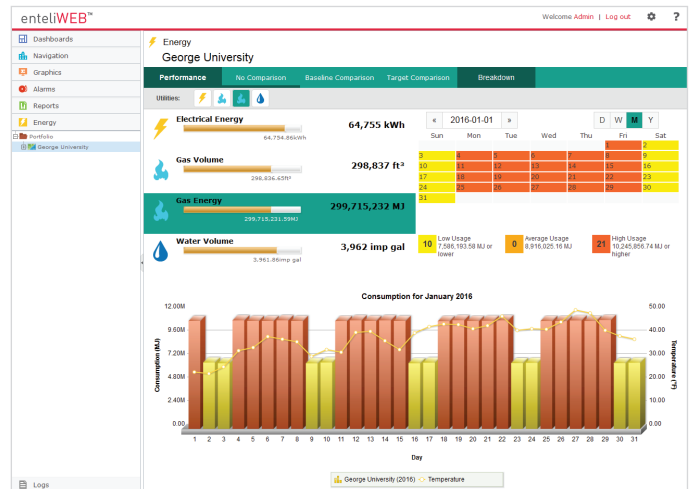 enteliWEB™
Welcome Admin | Log out ?
Dashboards
Navigation
Graphics
Alarms
Reports
Energy
Portfolio
George University
Logs
Energy
George University
Performance No Comparison Baseline Comparison Target Comparison Breakdown
Utilities:
Electrical Energy
64,755 kWh
64,754.86kWh
Gas Volume
298,837 ft³
298,836.65ft³
Gas Energy
299,715,232 MJ
299,715,231.59MJ
Water Volume
3,962 imp gal
3,961.86imp gal
« 2016-01-01 » D W M Y
Sun Mon Tue Wed Thu Fri Sat
1 2
3 4 5 6 7 8 9
10 11 12 13 14 15 16
17 18 19 20 21 22 23
24 25 26 27 28 29 30
31
10 Low Usage
7,586,193.58 MJ or
lower
0 Average Usage
8,916,025.16 MJ
21 High Usage
10,245,856.74 MJ or
higher
Consumption for January 2016
Consumption (MJ)
12.00M
9.60M
7.20M
4.80M
2.40M
0.00
50.00
40.00
30.00
20.00
10.00
0.00
Temperature (°F)
1 2 3 4 5 6 7 8 9 10 11 12 13 14 15 16 17 18 19 20 21 22 23 24 25 26 27 28 29 30 31
Day
George University (2016) Temperature